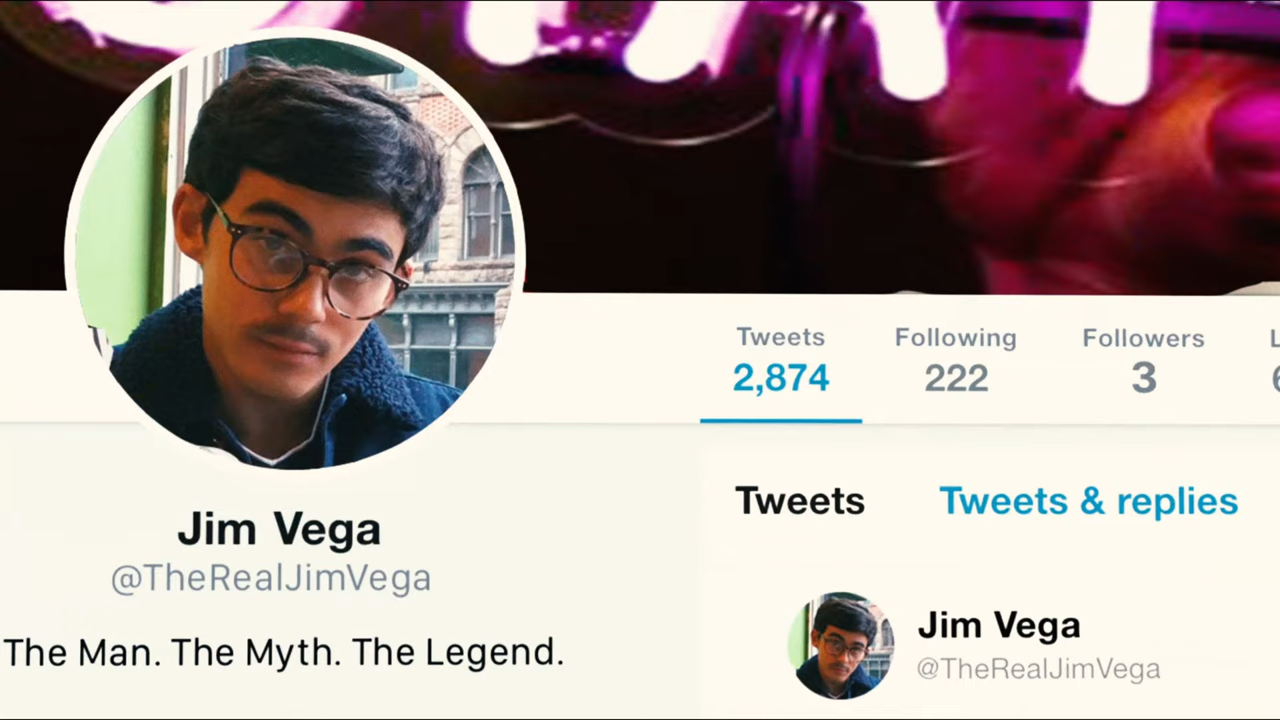 Tweets Following Followers
2,874 222 3
Tweets Tweets & replies
Jim Vega
@TheRealJimVega
The Man. The Myth. The Legend.
Jim Vega
@TheRealJimVega